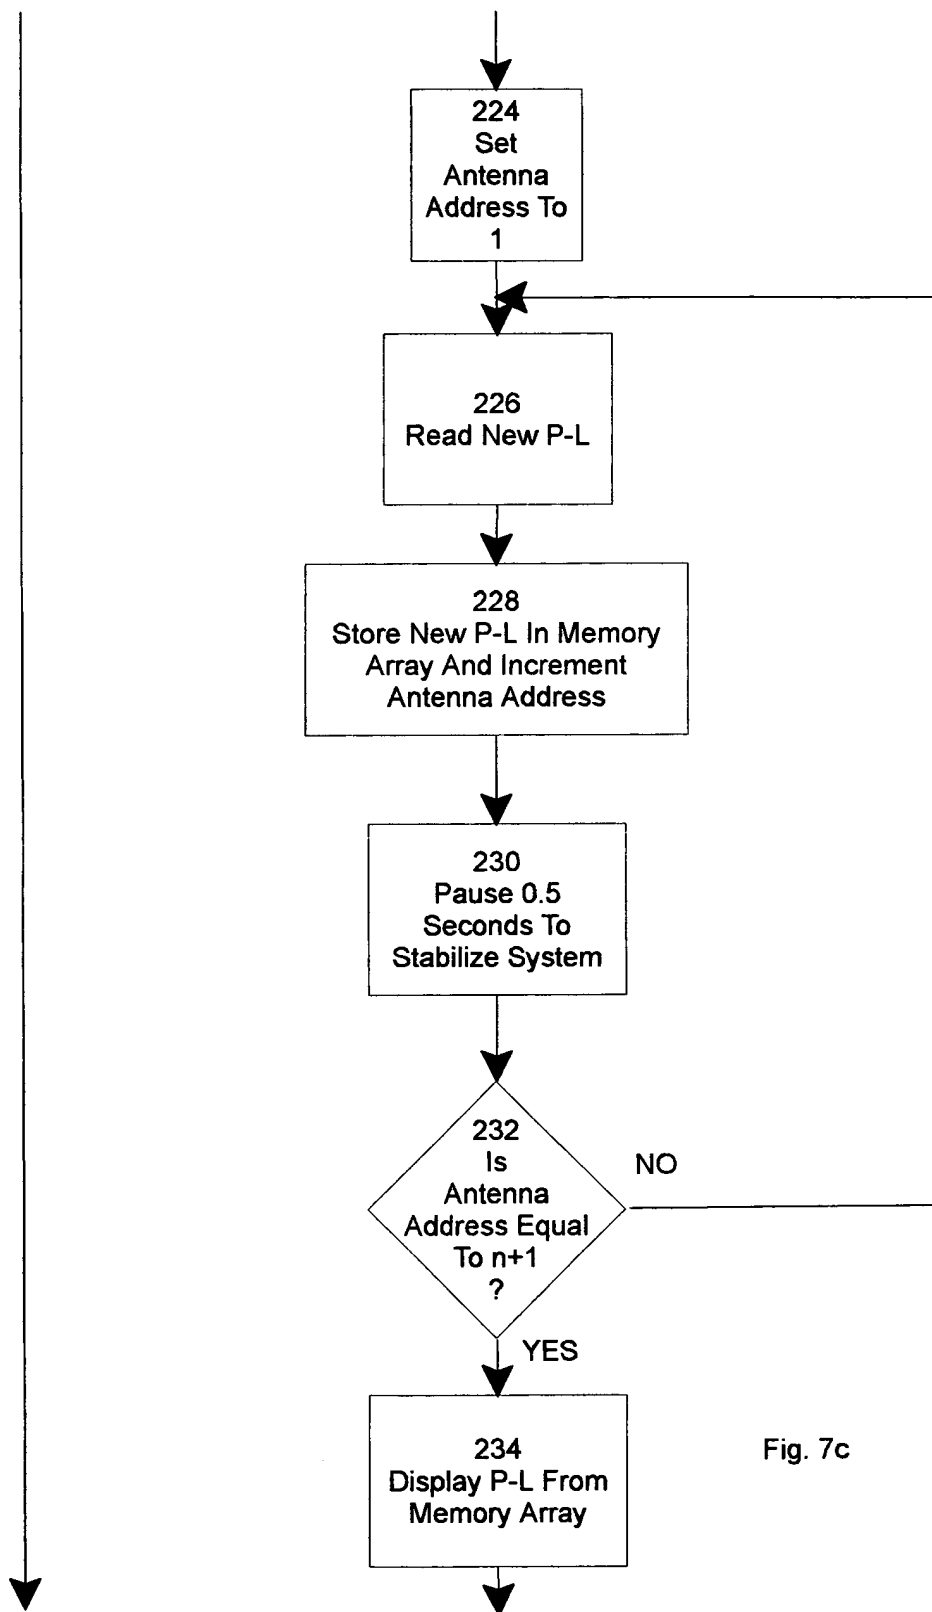 224
Set
Antenna
Address To
1
226
Read New P-L
228
Store New P-L In Memory
Array And Increment
Antenna Address
230
Pause 0.5
Seconds To
Stabilize System
232
Is
Antenna
Address Equal
To n+1
?
NO
YES
234
Display P-L From
Memory Array
Fig. 7c